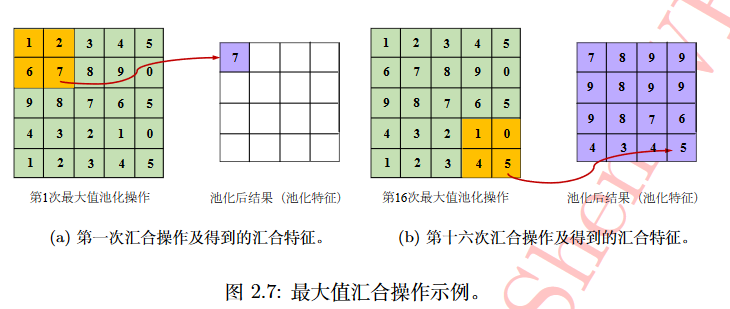 1 2 3 4 5
6 7 8 9 0
9 8 7 6 5
4 3 2 1 0
1 2 3 4 5
7
第1次最大值池化操作
池化后结果（池化特征）
(a) 第一次汇合操作及得到的汇合特征。
1 2 3 4 5
6 7 8 9 0
9 8 7 6 5
4 3 2 1 0
1 2 3 4 5
7 8 9 9
9 8 9 9
9 8 7 6
4 3 4 5
第16次最大值池化操作
池化后结果（池化特征）
(b) 第十六次汇合操作及得到的汇合特征。
图 2.7: 最大值汇合操作示例。